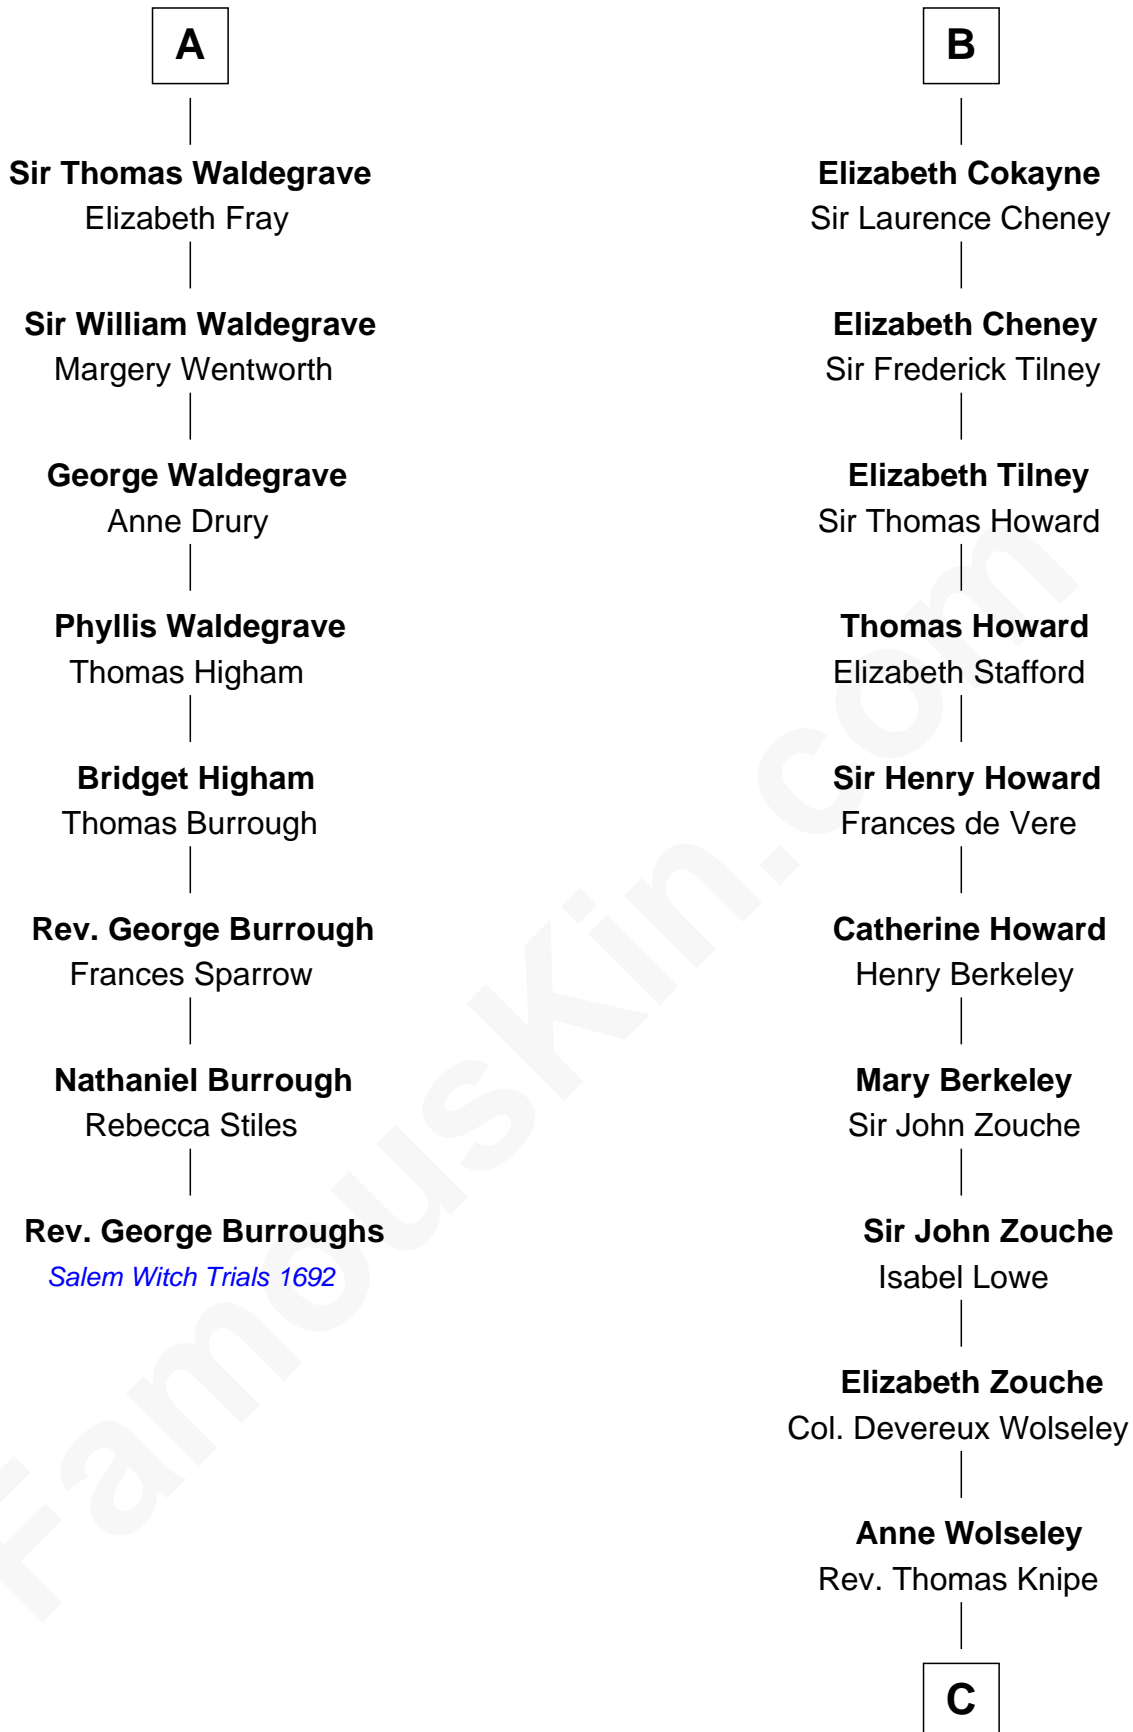 A
Sir Thomas Waldegrave
Elizabeth Fray
Sir William Waldegrave
Margery Wentworth
George Waldegrave
Anne Drury
Phyllis Waldegrave
Thomas Higham
Bridget Higham
Thomas Burrough
Rev. George Burrough
Frances Sparrow
Nathaniel Burrough
Rebecca Stiles
Rev. George Burroughs
Salem Witch Trials 1692
B
Elizabeth Cokayne
Sir Laurence Cheney
Elizabeth Cheney
Sir Frederick Tilney
Elizabeth Tilney
Sir Thomas Howard
Thomas Howard
Elizabeth Stafford
Sir Henry Howard
Frances de Vere
Catherine Howard
Henry Berkeley
Mary Berkeley
Sir John Zouche
Sir John Zouche
Isabel Lowe
Elizabeth Zouche
Col. Devereux Wolseley
Anne Wolseley
Rev. Thomas Knipe
C
FamousKin.com